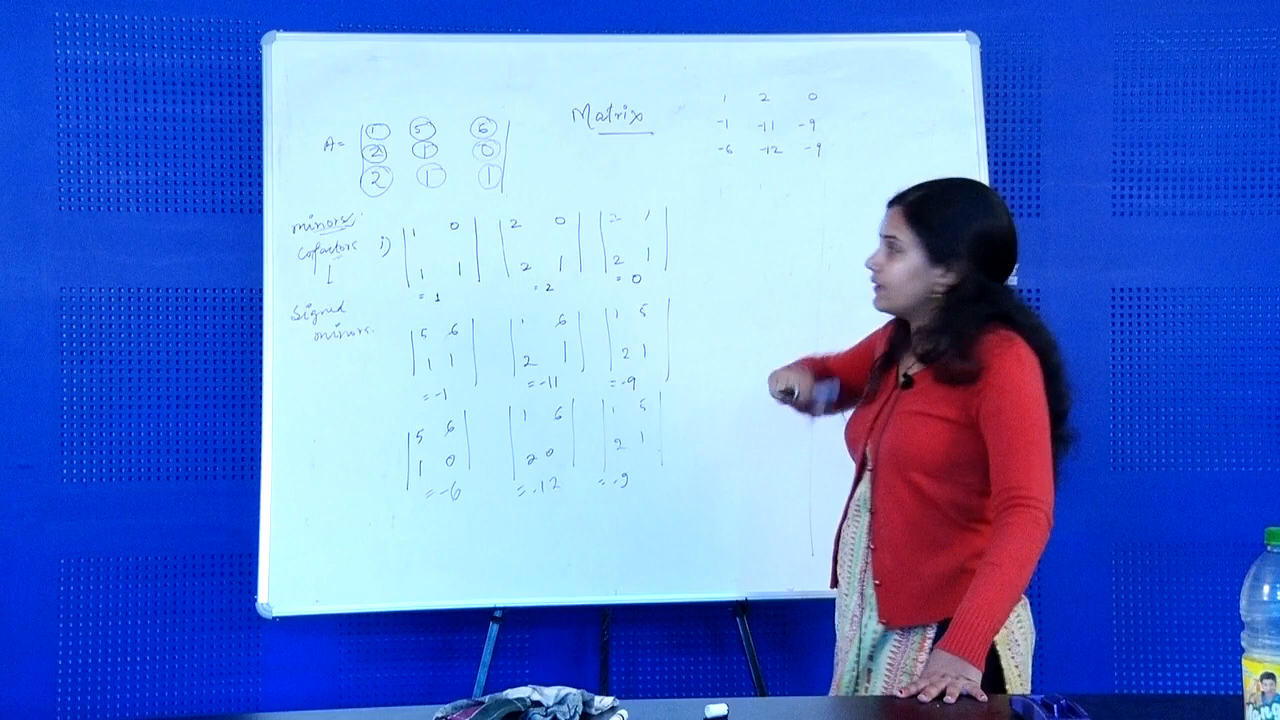 Matrix
A= | 1 5 6 |
| 2 1 0 |
| 2 1 1 |
1 2 0
-1 -11 -9
-6 -12 -9
minors
Cofactors
Signed
minors.
i) | 1 0 | | 2 0 | | 2 1 |
| 1 1 | | 2 1 | | 2 1 |
= 1 = 2 = 0
| 5 6 | | 1 6 | | 1 5 |
| 1 1 | | 2 1 | | 2 1 |
= -1 = -11 = -9
| 5 6 | | 1 6 | | 1 5 |
| 1 0 | | 2 0 | | 2 1 |
= -6 = -12 = -9